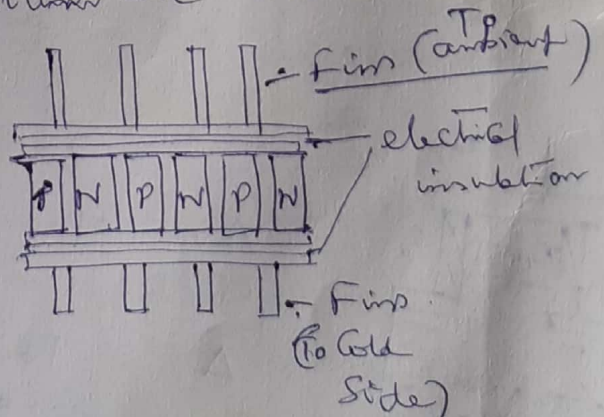 To
Fins (ambient)
electrical
insulation
P N P N P N
Fins
(To Cold
Side)